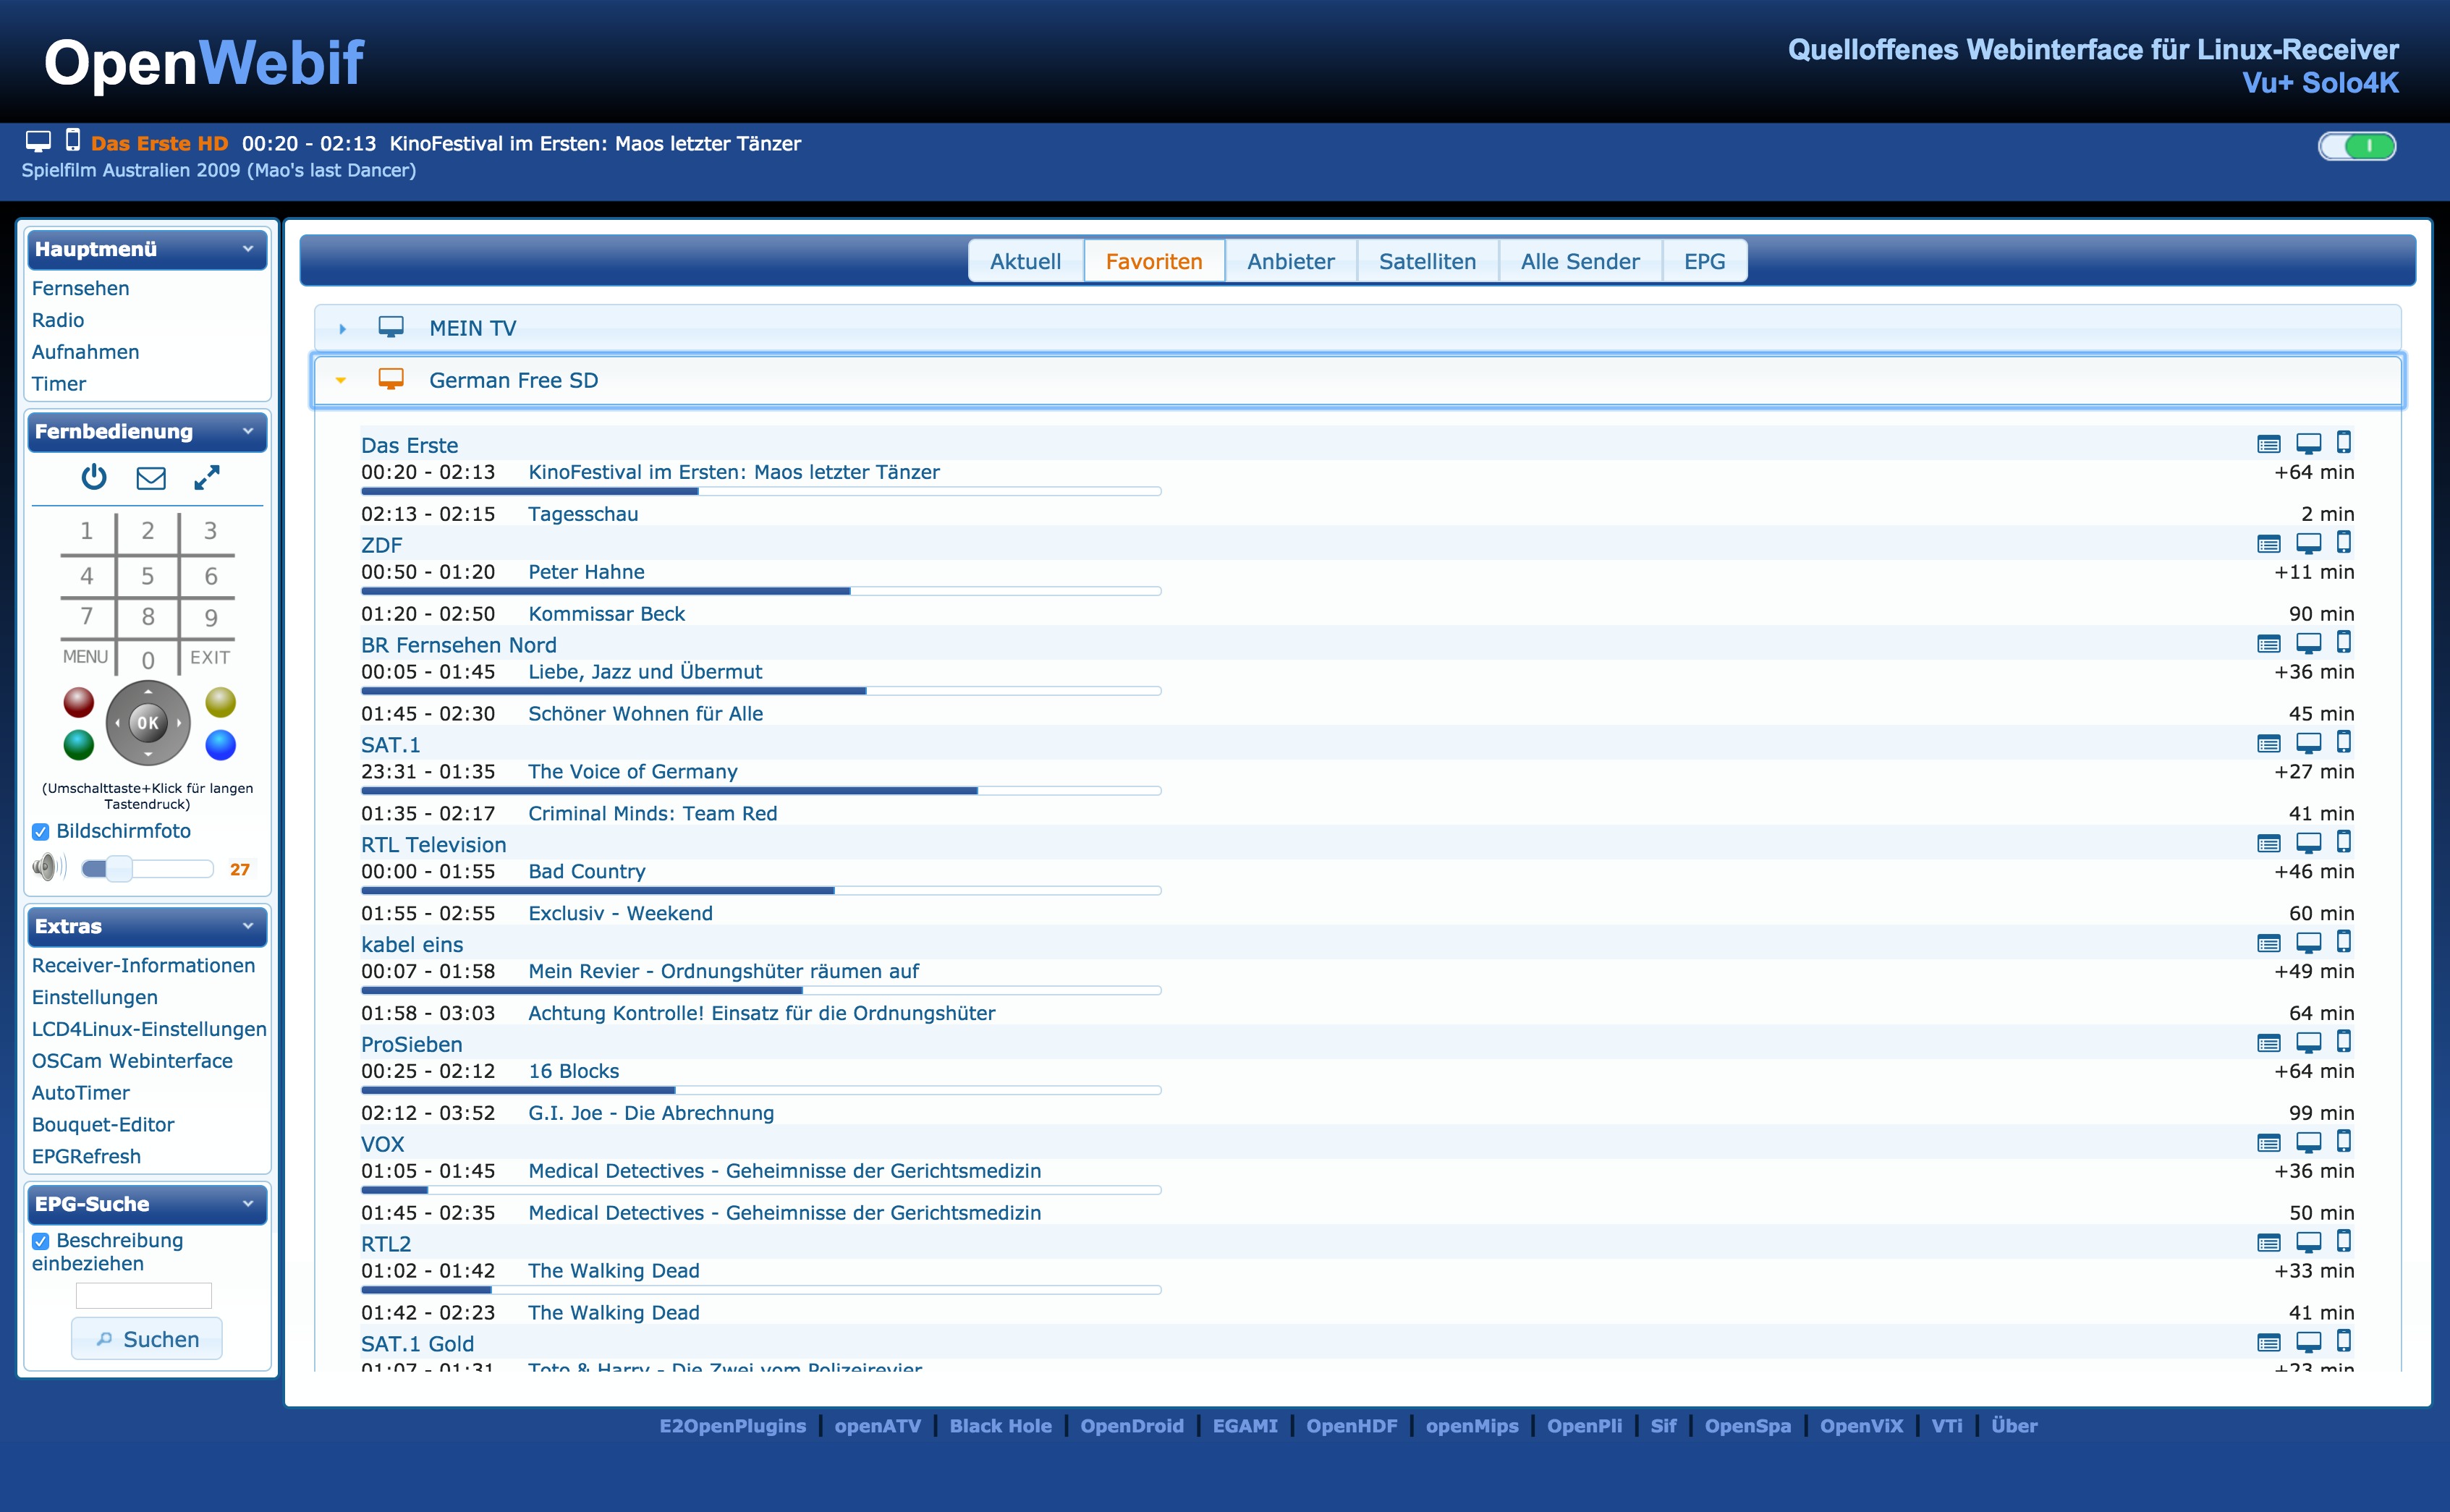 OpenWebif
Quelloffenes Webinterface für Linux-Receiver
Vu+ Solo4K
Das Erste HD 00:20 - 02:13 KinoFestival im Ersten: Maos letzter Tänzer
Spielfilm Australien 2009 (Mao's last Dancer)
Hauptmenü
Fernsehen
Radio
Aufnahmen
Timer
Fernbedienung
1 2 3
4 5 6
7 8 9
MENU 0 EXIT
OK
(Umschalttaste+Klick für langen
Tastendruck)
Bildschirmfoto
27
Extras
Receiver-Informationen
Einstellungen
LCD4Linux-Einstellungen
OSCam Webinterface
AutoTimer
Bouquet-Editor
EPGRefresh
EPG-Suche
Beschreibung
einbeziehen
Suchen
Aktuell Favoriten Anbieter Satelliten Alle Sender EPG
MEIN TV
German Free SD
Das Erste
00:20 - 02:13 KinoFestival im Ersten: Maos letzter Tänzer +64 min
02:13 - 02:15 Tagesschau 2 min
ZDF
00:50 - 01:20 Peter Hahne +11 min
01:20 - 02:50 Kommissar Beck 90 min
BR Fernsehen Nord
00:05 - 01:45 Liebe, Jazz und Übermut +36 min
01:45 - 02:30 Schöner Wohnen für Alle 45 min
SAT.1
23:31 - 01:35 The Voice of Germany +27 min
01:35 - 02:17 Criminal Minds: Team Red 41 min
RTL Television
00:00 - 01:55 Bad Country +46 min
01:55 - 02:55 Exclusiv - Weekend 60 min
kabel eins
00:07 - 01:58 Mein Revier - Ordnungshüter räumen auf +49 min
01:58 - 03:03 Achtung Kontrolle! Einsatz für die Ordnungshüter 64 min
ProSieben
00:25 - 02:12 16 Blocks +64 min
02:12 - 03:52 G.I. Joe - Die Abrechnung 99 min
VOX
01:05 - 01:45 Medical Detectives - Geheimnisse der Gerichtsmedizin +36 min
01:45 - 02:35 Medical Detectives - Geheimnisse der Gerichtsmedizin 50 min
RTL2
01:02 - 01:42 The Walking Dead +33 min
01:42 - 02:23 The Walking Dead 41 min
SAT.1 Gold
01:07 - 01:31 Toto & Harry - Die Zwei vom Polizeirevier +23 min
E2OpenPlugins | openATV | Black Hole | OpenDroid | EGAMI | OpenHDF | openMips | OpenPli | Sif | OpenSpa | OpenViX | VTi | Über